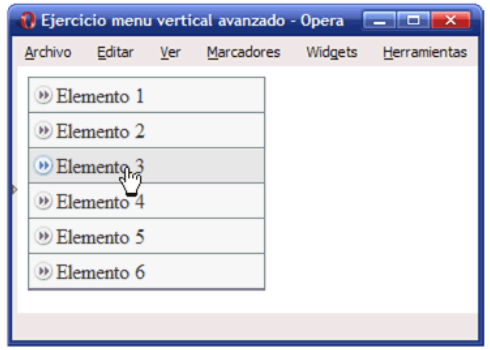 Ejercicio menu vertical avanzado - Opera
Archivo Editar Ver Marcadores Widgets Herramientas
Elemento 1
Elemento 2
Elemento 3
Elemento 4
Elemento 5
Elemento 6